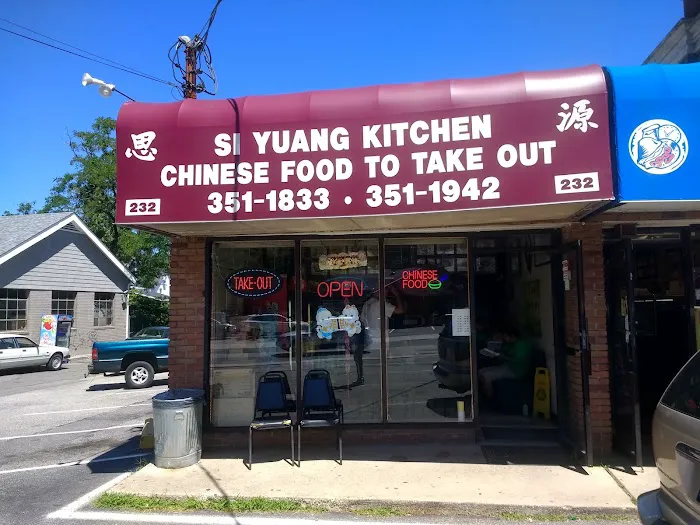 思 源
SI YUANG KITCHEN
CHINESE FOOD TO TAKE OUT
232 351-1833 • 351-1942 232
TAKE-OUT
OPEN
CHINESE
FOOD